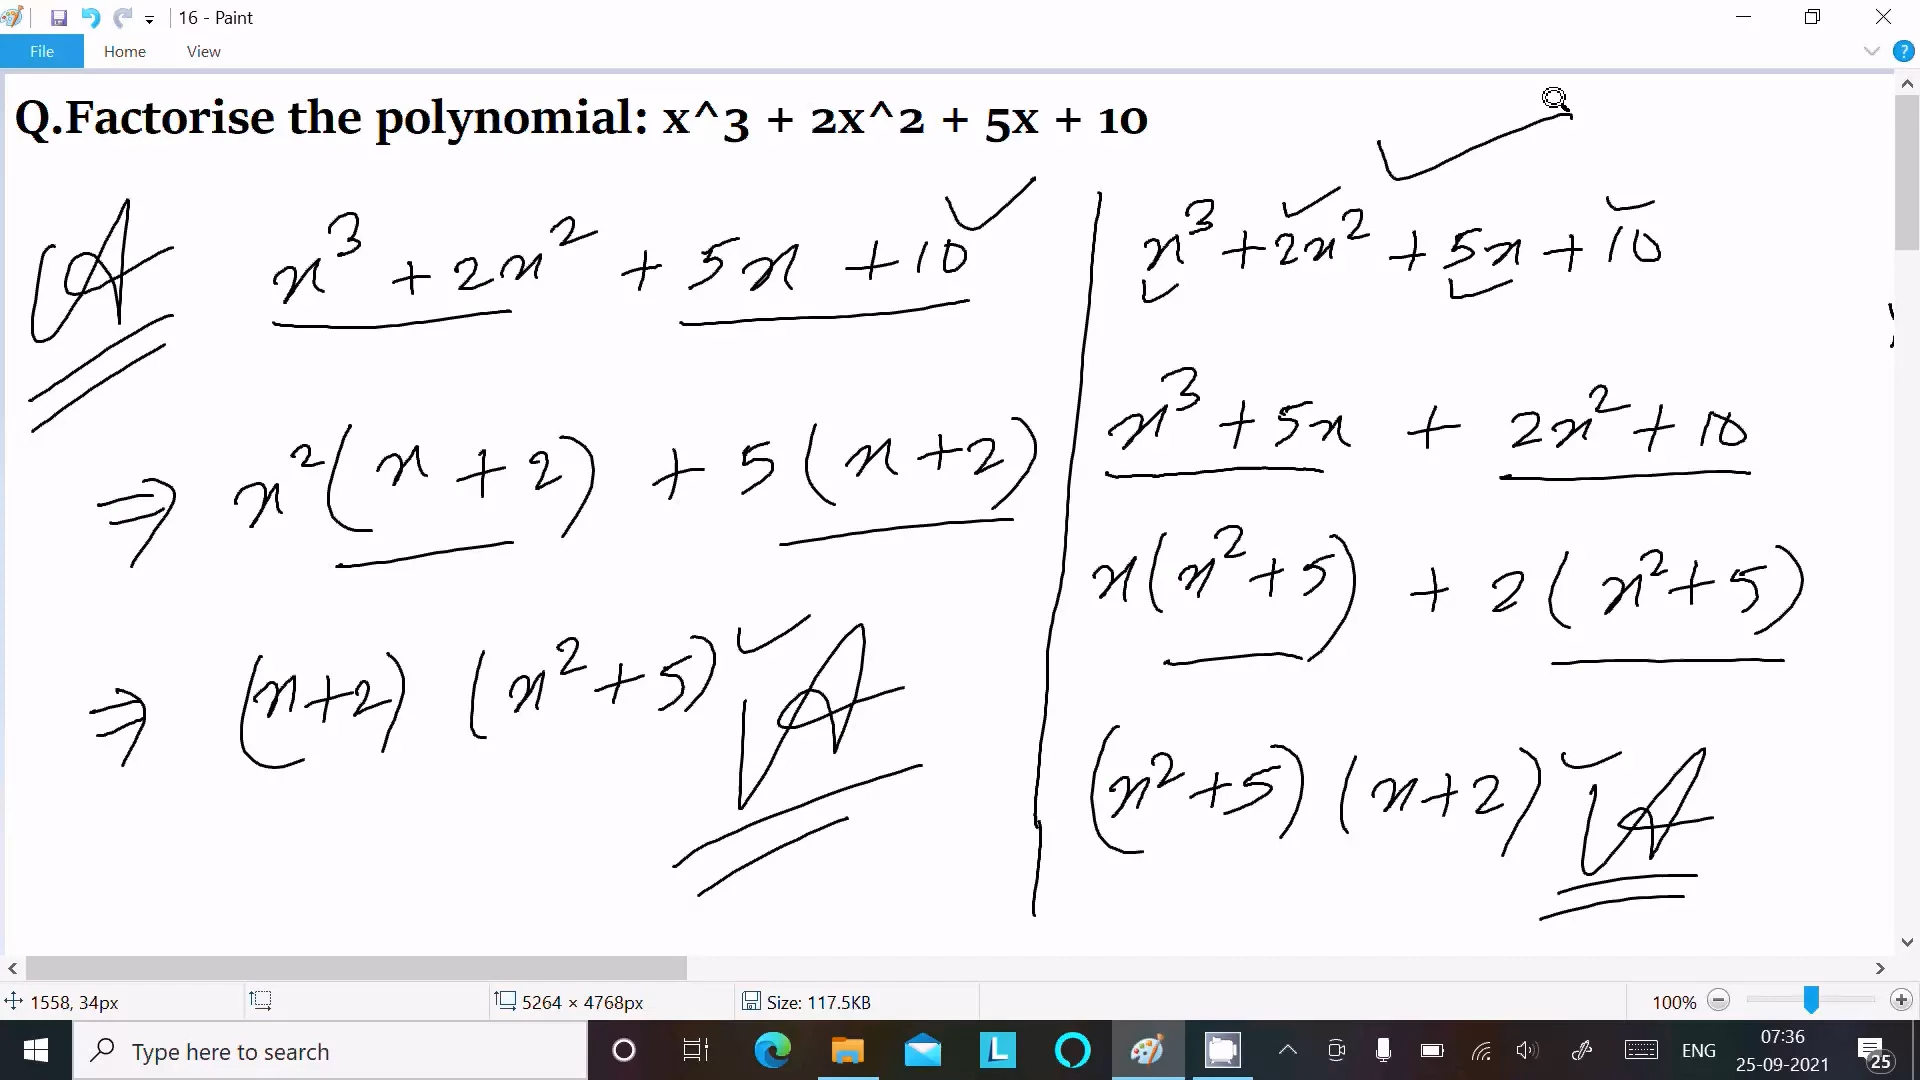 16 - Paint
File Home View
Q.Factorise the polynomial: x^3 + 2x^2 + 5x + 10
x³ + 2x² + 5x + 10
⇒ x²(x + 2) + 5(x+2)
⇒ (x+2) (x² + 5)
x³ + 2x² + 5x + 10
x³ + 5x + 2x² + 10
x(x² + 5) + 2(x² + 5)
(x² + 5) (x + 2)
1558, 34px 5264 × 4768px Size: 117.5KB 100%
Type here to search
L
ENG
07:36
25-09-2021
25